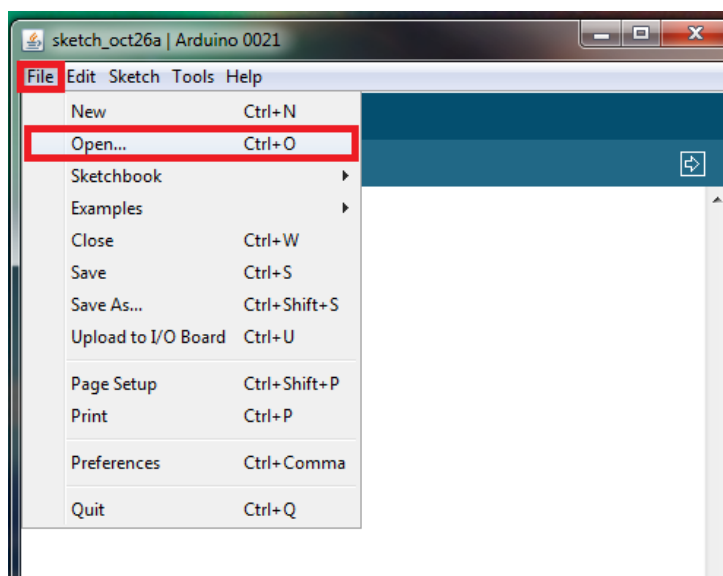 sketch_oct26a | Arduino 0021
File Edit Sketch Tools Help
New Ctrl+N
Open... Ctrl+O
Sketchbook
Examples
Close Ctrl+W
Save Ctrl+S
Save As... Ctrl+Shift+S
Upload to I/O Board Ctrl+U
Page Setup Ctrl+Shift+P
Print Ctrl+P
Preferences Ctrl+Comma
Quit Ctrl+Q